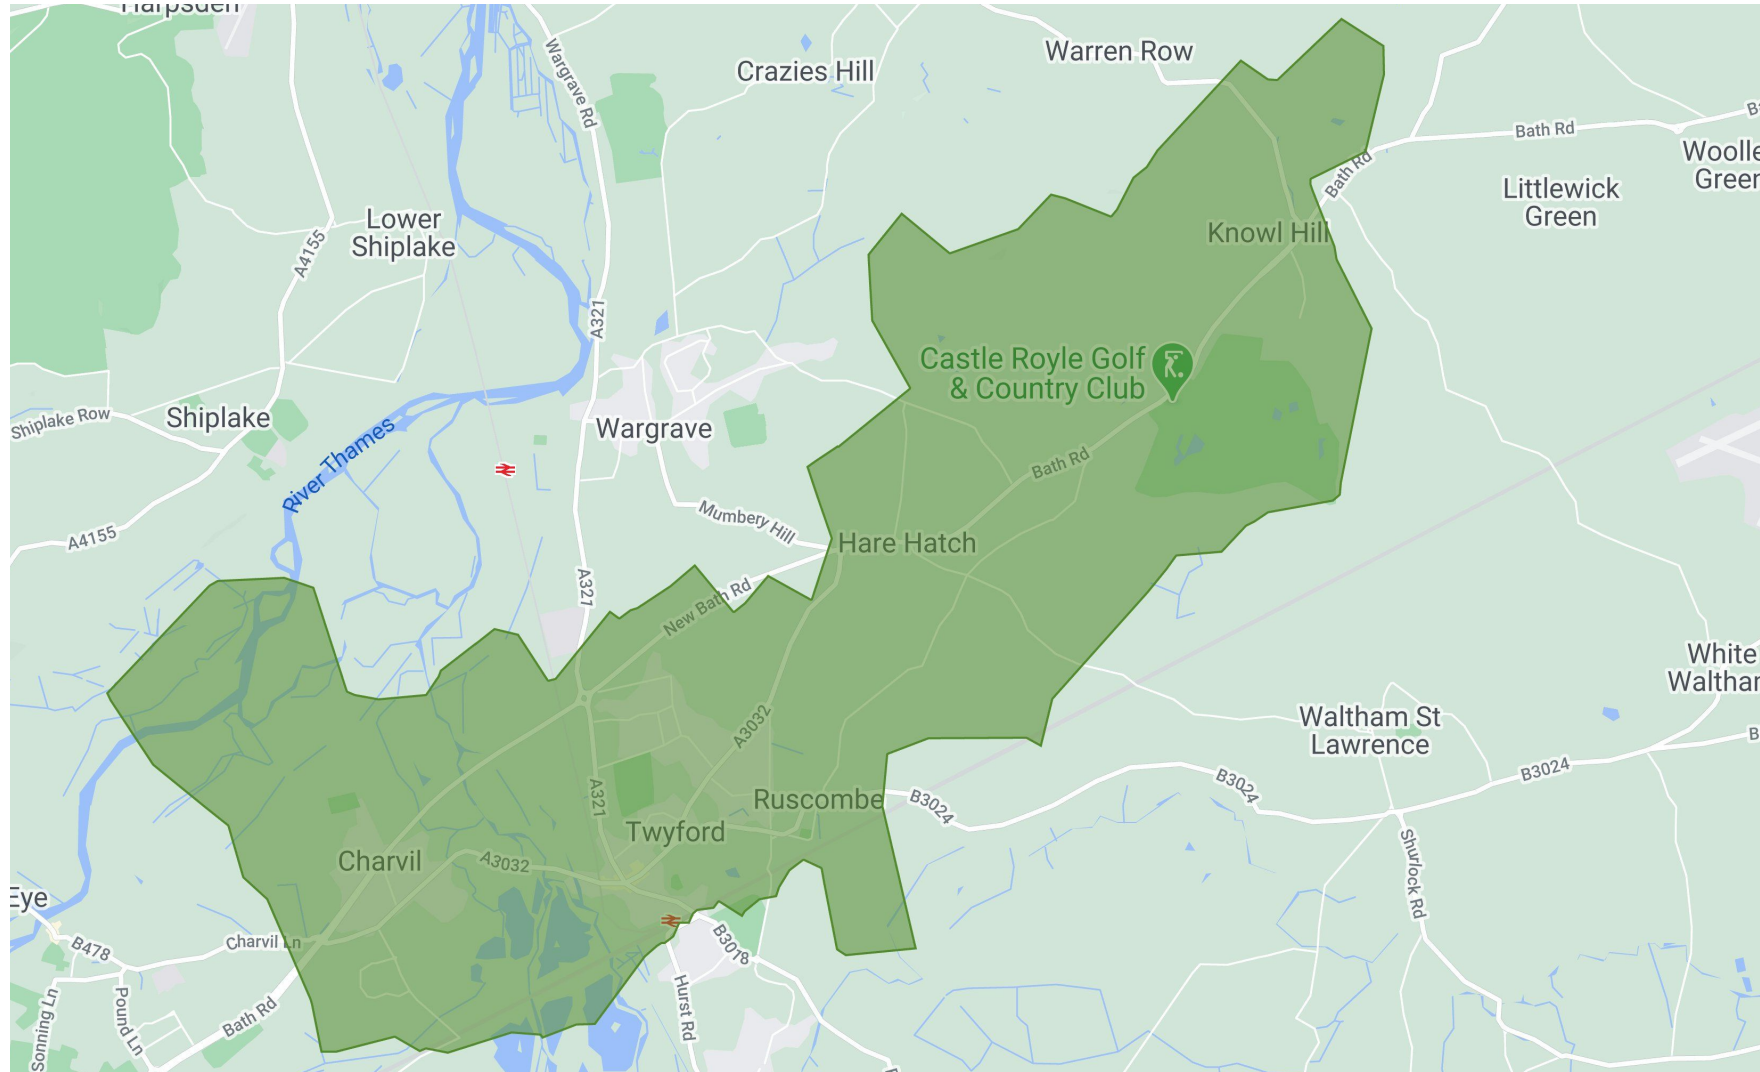 Harpsden
Warren Row
Crazies Hill
Wargrave Rd
Bath Rd
Littlewick
Green
Bath Rd
Lower
Shiplake
A4155
Knowl Hill
A321
Castle Royle Golf
& Country Club
Shiplake Row
Shiplake
River Thames
Wargrave
Bath Rd
Mumbery Hill
A4155
Hare Hatch
A321
New Bath Rd
White
Waltham St
Lawrence
A3032
B3024
A321
Ruscombe
B3024
B3024
Twyford
Charvil
A3032
Shurlock Rd
Eye
Charvil Ln
B478
B3018
Sonning Ln
Pound Ln
Bath Rd
Hurst Rd